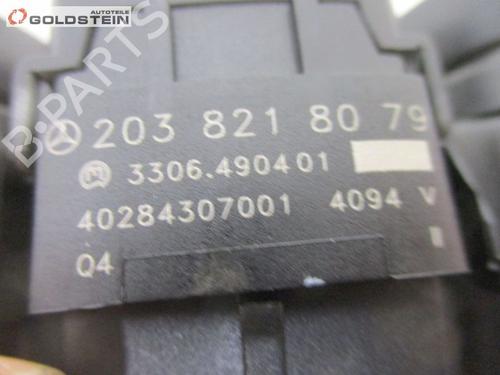 Autoteile
GOLDSTEIN
B-PARTS
203 821 80 79
3306.490401
40284307001 4094 V
Q4